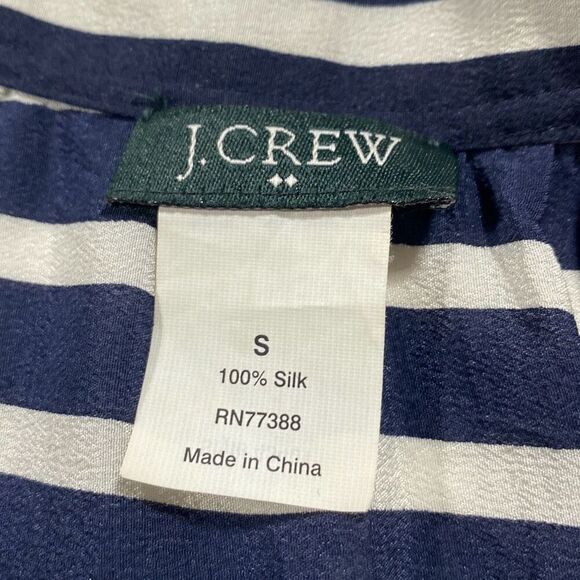 J.CREW
S
100% Silk
RN77388
Made in China